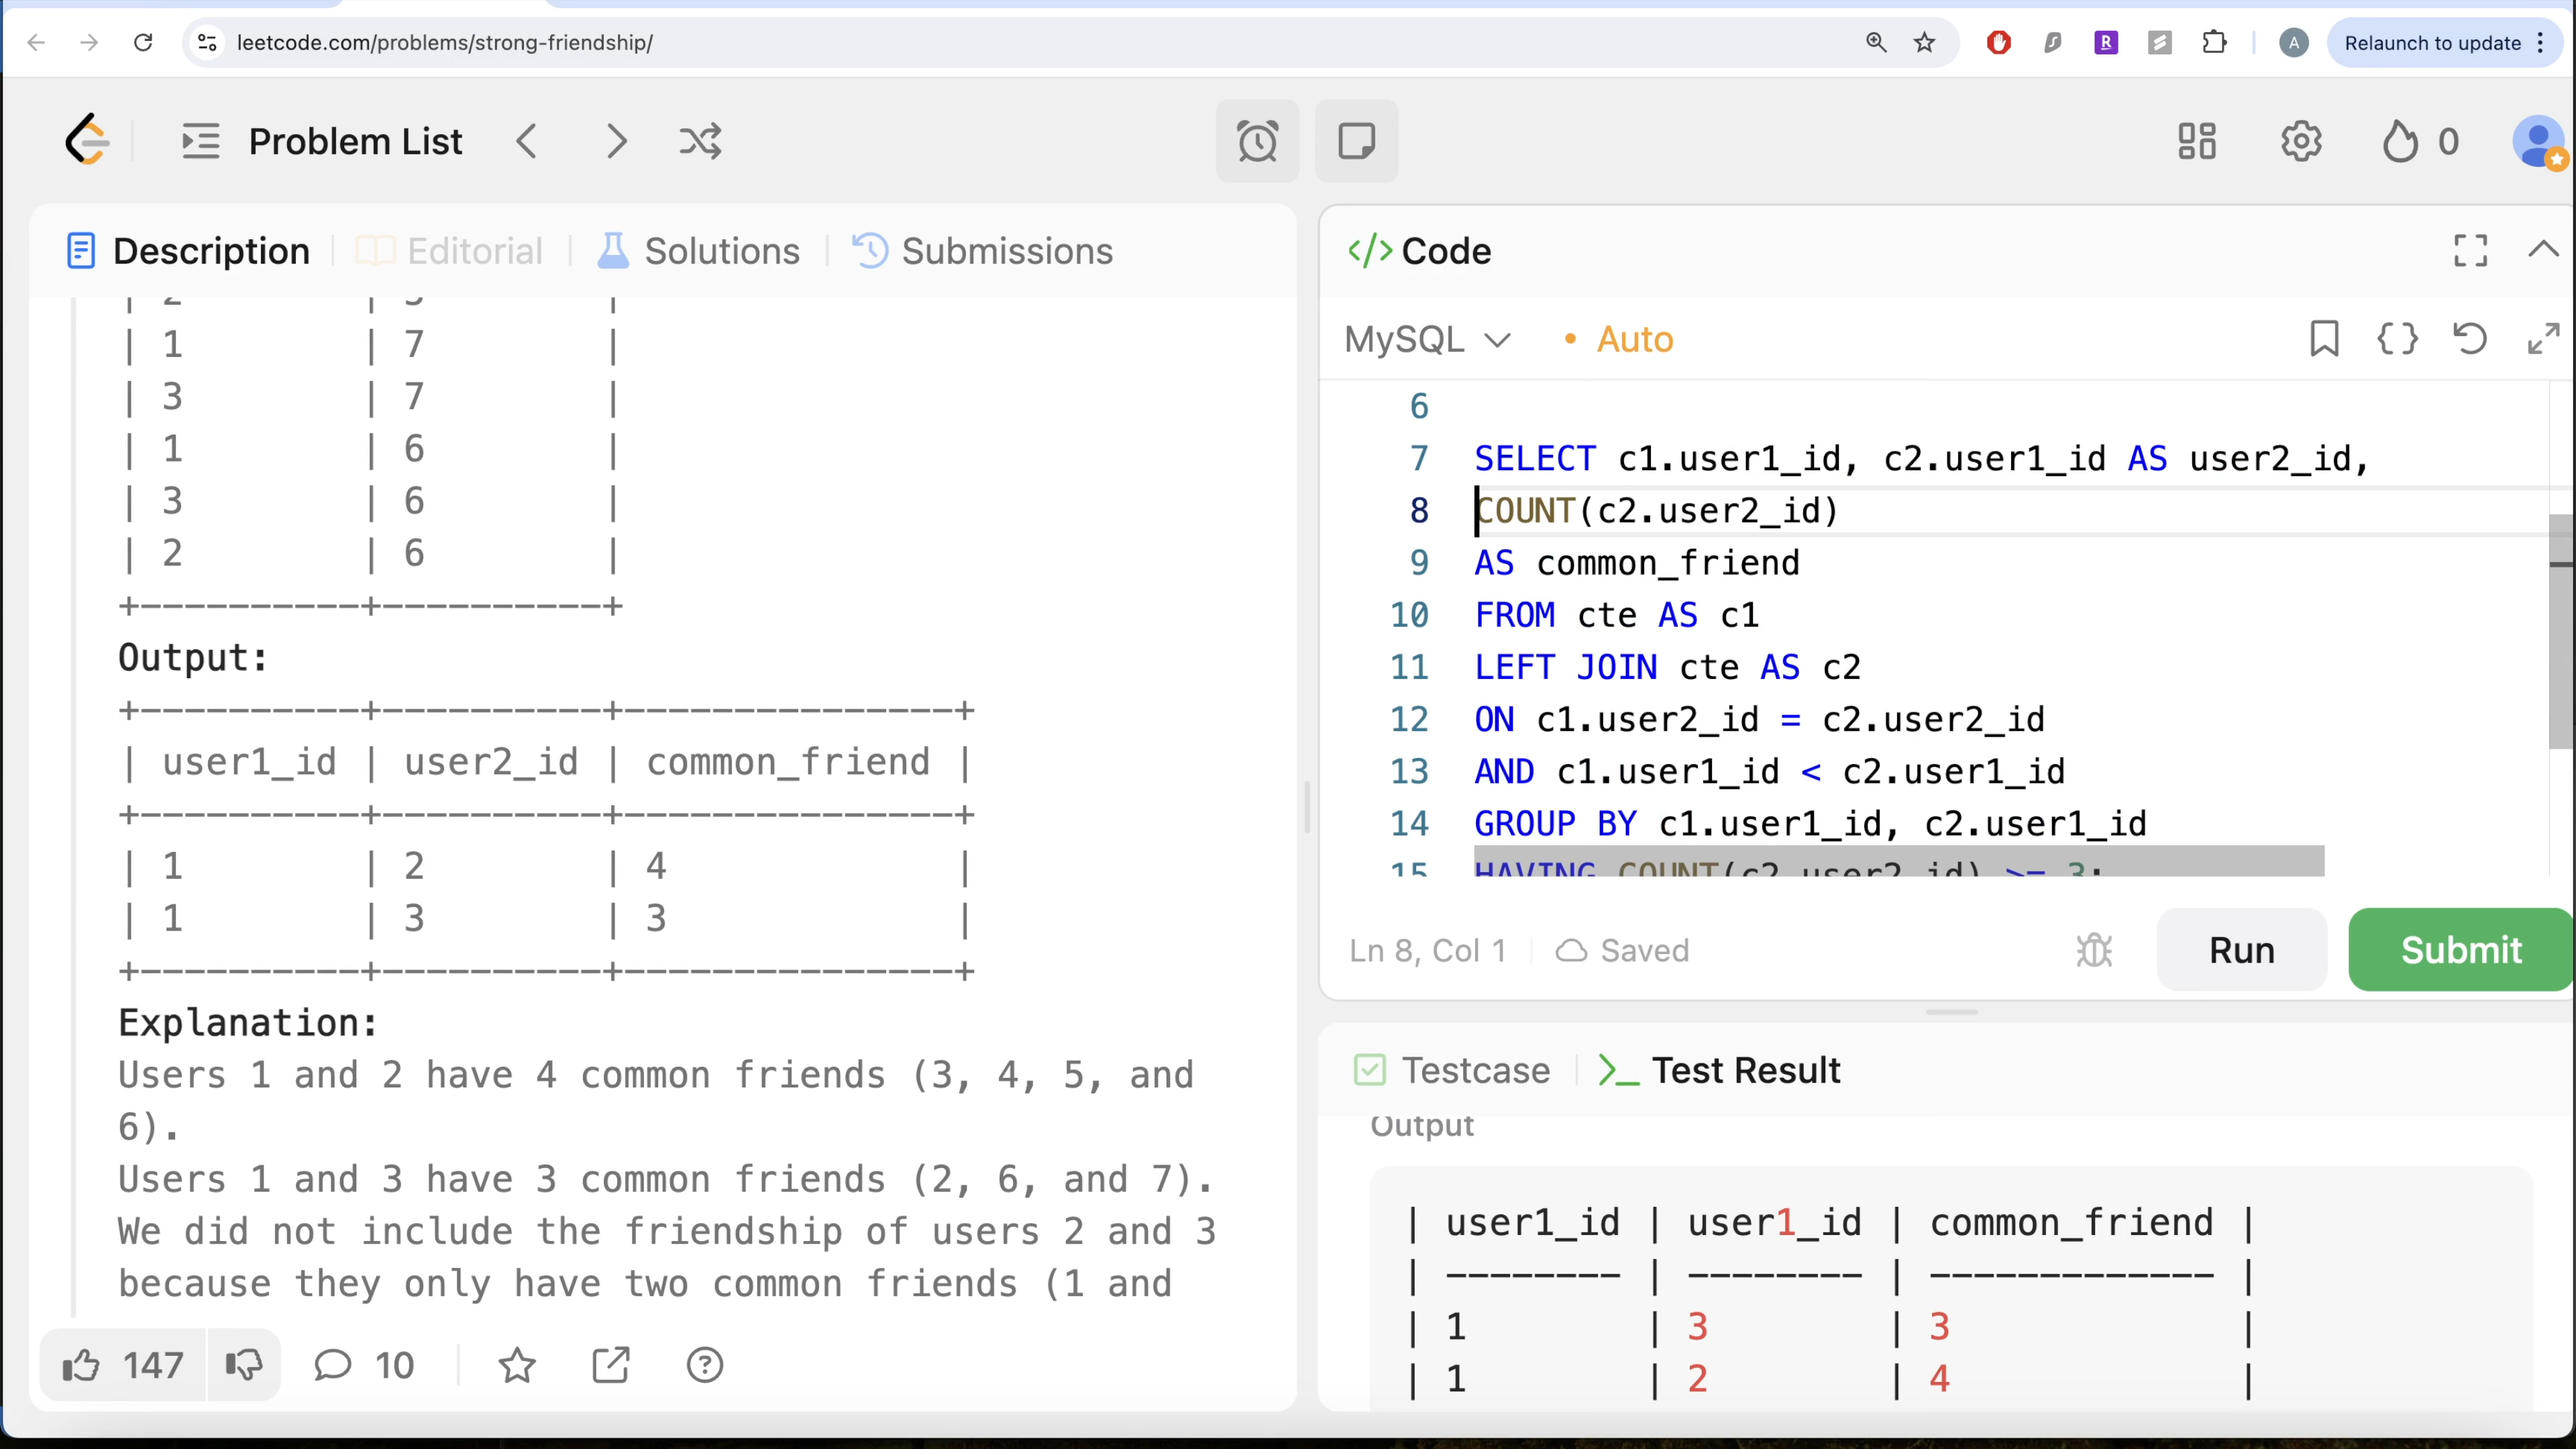 leetcode.com/problems/strong-friendship/
A
Relaunch to update
Problem List
0
Description
Editorial
Solutions
Submissions
| 1 | 7 |
| 3 | 7 |
| 1 | 6 |
| 3 | 6 |
| 2 | 6 |
+----------+----------+
Output:
+----------+----------+---------------+
| user1_id | user2_id | common_friend |
+----------+----------+---------------+
| 1 | 2 | 4 |
| 1 | 3 | 3 |
+----------+----------+---------------+
Explanation:
Users 1 and 2 have 4 common friends (3, 4, 5, and
6).
Users 1 and 3 have 3 common friends (2, 6, and 7).
We did not include the friendship of users 2 and 3
because they only have two common friends (1 and
147
10
</> Code
MySQL
Auto
6
7 SELECT c1.user1_id, c2.user1_id AS user2_id,
8 COUNT(c2.user2_id)
9 AS common_friend
10 FROM cte AS c1
11 LEFT JOIN cte AS c2
12 ON c1.user2_id = c2.user2_id
13 AND c1.user1_id < c2.user1_id
14 GROUP BY c1.user1_id, c2.user1_id
15 HAVING COUNT(c2.user2_id) >= 3;
Ln 8, Col 1
Saved
Run
Submit
Testcase
Test Result
Output
| user1_id | user1_id | common_friend |
| -------- | -------- | ------------- |
| 1 | 3 | 3 |
| 1 | 2 | 4 |